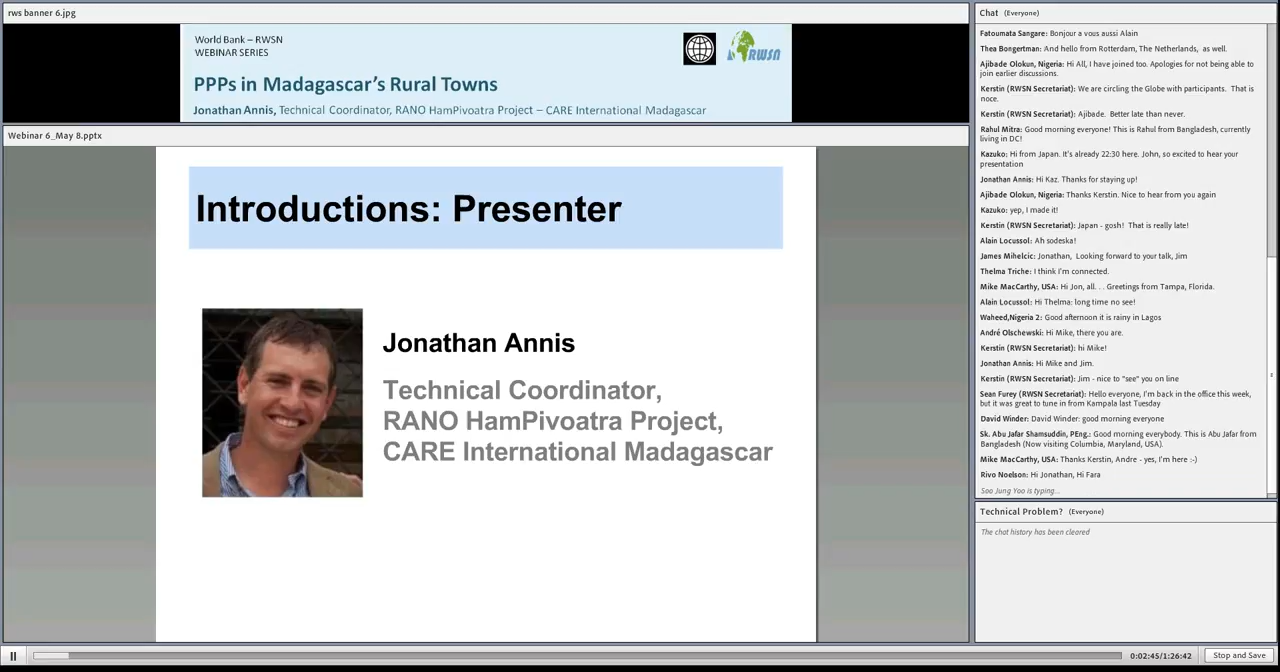 rws banner 6.jpg
World Bank – RWSN
WEBINAR SERIES
RWSN
PPPs in Madagascar's Rural Towns
Jonathan Annis, Technical Coordinator, RANO HamPivoatra Project – CARE International Madagascar
Webinar 6_May 8.pptx
Introductions: Presenter
Jonathan Annis
Technical Coordinator,
RANO HamPivoatra Project,
CARE International Madagascar
Chat (Everyone)
Fatoumata Sangare: Bonjour a vous aussi Alain
Thea Bongertman: And hello from Rotterdam, The Netherlands, as well.
Ajibade Olokun, Nigeria: Hi All, I have joined too. Apologies for not being able to
join earlier discussions.
Kerstin (RWSN Secretariat): We are circling the Globe with participants. That is
noce.
Kerstin (RWSN Secretariat): Ajibade. Better late than never.
Rahul Mitra: Good morning everyone! This is Rahul from Bangladesh, currently
living in DC!
Kazuko: Hi from Japan. It's already 22:30 here. John, so excited to hear your
presentation
Jonathan Annis: Hi Kaz. Thanks for staying up!
Ajibade Olokun, Nigeria: Thanks Kerstin. Nice to hear from you again
Kazuko: yep, I made it!
Kerstin (RWSN Secretariat): Japan - gosh! That is really late!
Alain Locussol: Ah sodeska!
James Mihelcic: Jonathan, Looking forward to your talk, Jim
Thelma Triche: I think I'm connected.
Mike MacCarthy, USA: Hi Jon, all. . . Greetings from Tampa, Florida.
Alain Locussol: Hi Thelma: long time no see!
Waheed,Nigeria 2: Good afternoon it is rainy in Lagos
André Olschewski: Hi Mike, there you are.
Kerstin (RWSN Secretariat): hi Mike!
Jonathan Annis: Hi Mike and Jim.
Kerstin (RWSN Secretariat): Jim - nice to "see" you on line
Sean Furey (RWSN Secretariat): Hello everyone, I'm back in the office this week,
but it was great to tune in from Kampala last Tuesday
David Winder: David Winder: good morning everyone
Sk. Abu Jafar Shamsuddin, PEng.: Good morning everybody. This is Abu Jafar from
Bangladesh (Now visiting Columbia, Maryland, USA).
Mike MacCarthy, USA: Thanks Kerstin, Andre - yes, I'm here :-)
Rivo Noelson: Hi Jonathan, Hi Fara
Soo Jung Yoo is typing...
Technical Problem? (Everyone)
The chat history has been cleared
0:02:45/1:26:42
Stop and Save